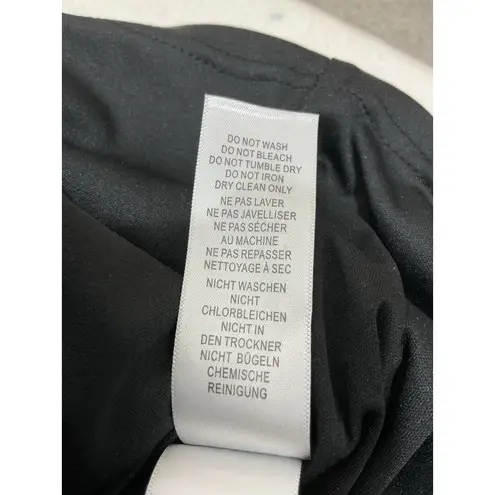 DO NOT WASH
DO NOT BLEACH
DO NOT TUMBLE DRY
DO NOT IRON
DRY CLEAN ONLY
NE PAS LAVER
NE PAS JAVELLISER
NE PAS SÉCHER
AU MACHINE
NE PAS REPASSER
NETTOYAGE À SEC
NICHT WASCHEN
NICHT
CHLORBLEICHEN
NICHT IN
DEN TROCKNER
NICHT BÜGELN
CHEMISCHE
REINIGUNG